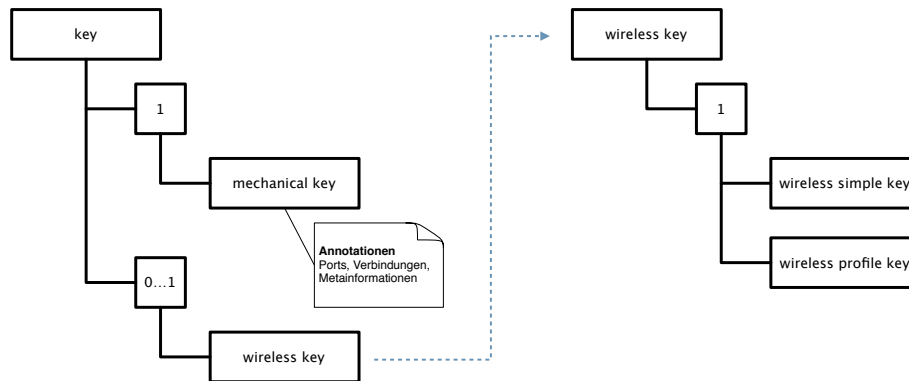 key
wireless key
1
1
mechanical key
wireless simple key
Annotationen
Ports, Verbindungen,
Metainformationen
wireless profile key
0...1
wireless key